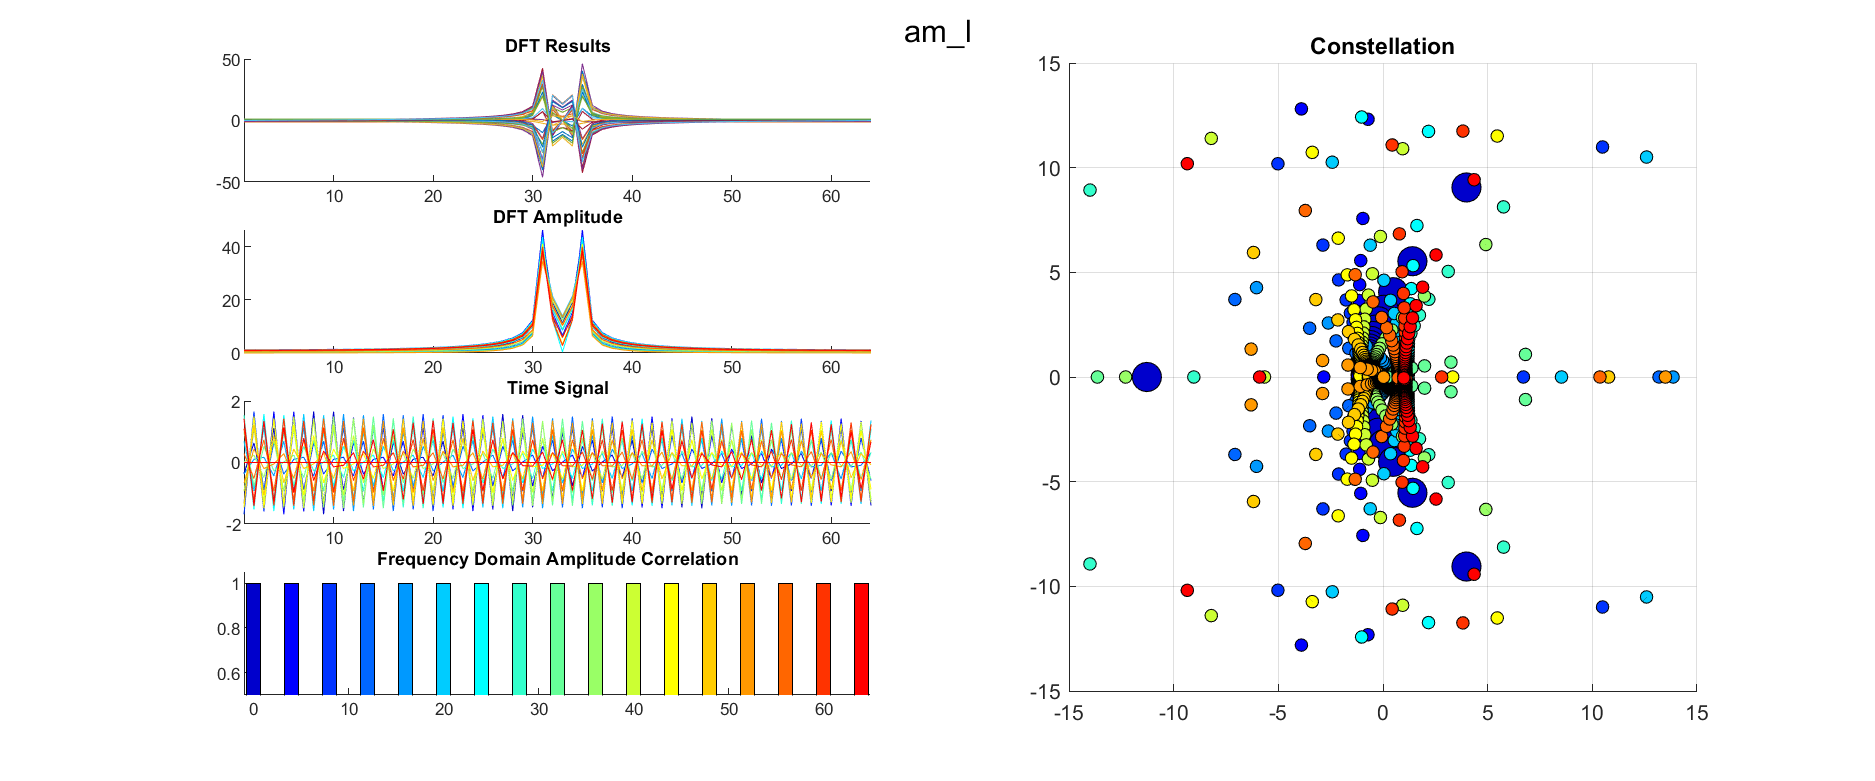 am_l
DFT Results
50
0
-50
10 20 30 40 50 60
DFT Amplitude
40
20
0
10 20 30 40 50 60
Time Signal
2
0
-2
10 20 30 40 50 60
Frequency Domain Amplitude Correlation
1
0.8
0.6
0 10 20 30 40 50 60
Constellation
15
10
5
0
-5
-10
-15
-15 -10 -5 0 5 10 15